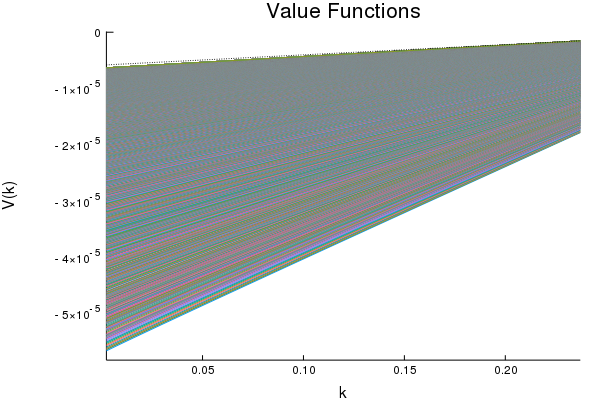 Value Functions
0
- 1×10⁻⁵
- 2×10⁻⁵
- 3×10⁻⁵
- 4×10⁻⁵
- 5×10⁻⁵
V(k)
0.05 0.10 0.15 0.20
k